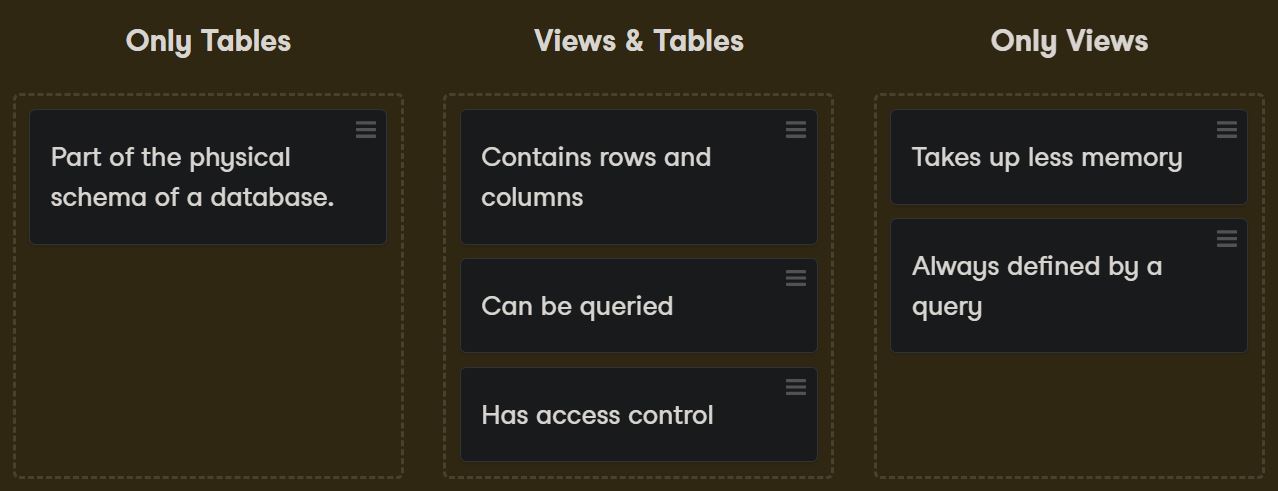 Only Tables
Part of the physical
schema of a database.
Views & Tables
Contains rows and
columns
Can be queried
Has access control
Only Views
Takes up less memory
Always defined by a
query